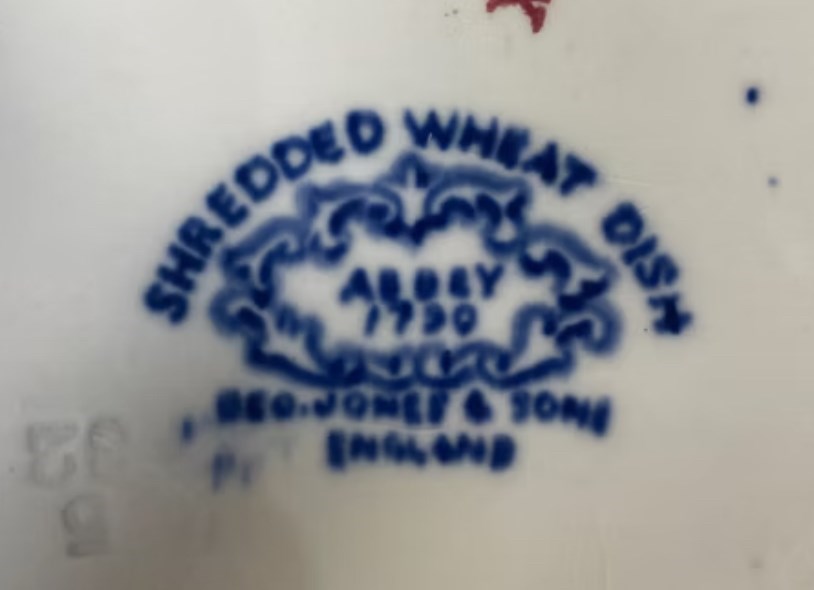 SHREDDED WHEAT DISH
ABBEY
1790
GEO. JONES & SONS
ENGLAND